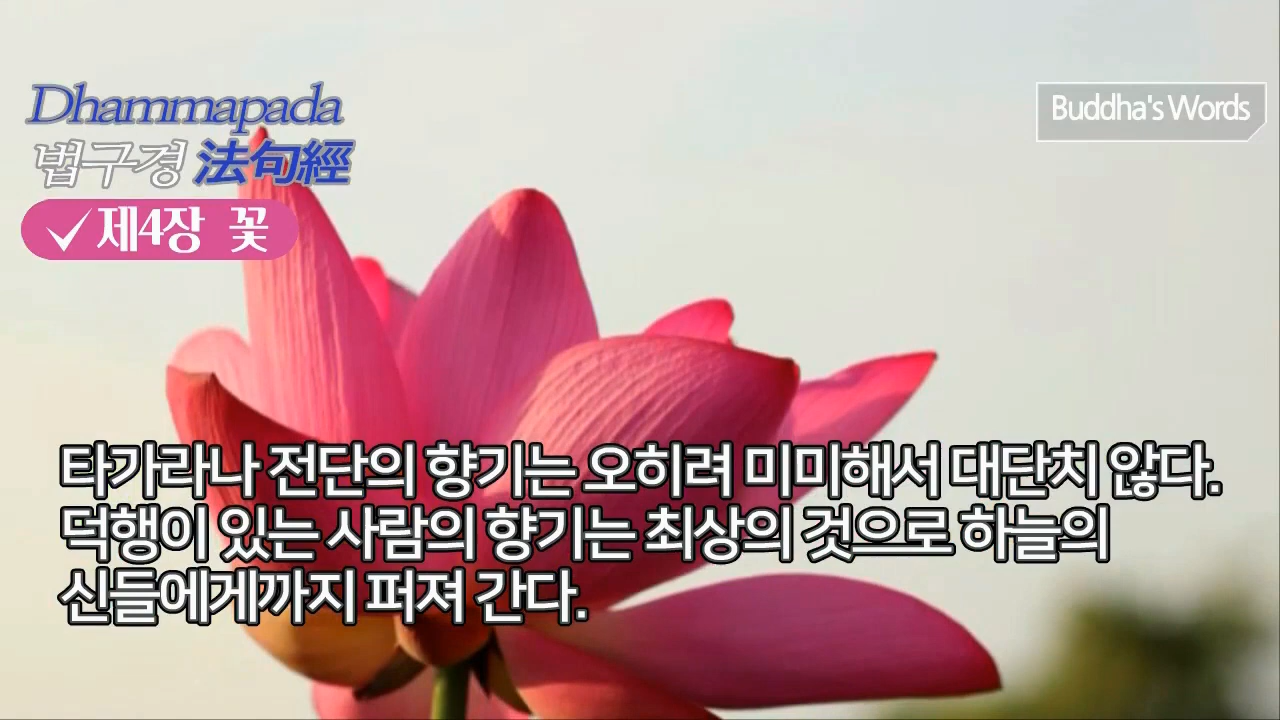 Dhammapada
법구경 法句經
제4장 꽃
Buddha's Words
타가라나 전단의 향기는 오히려 미미해서 대단치 않다.
덕행이 있는 사람의 향기는 최상의 것으로 하늘의
신들에게까지 퍼져 간다.